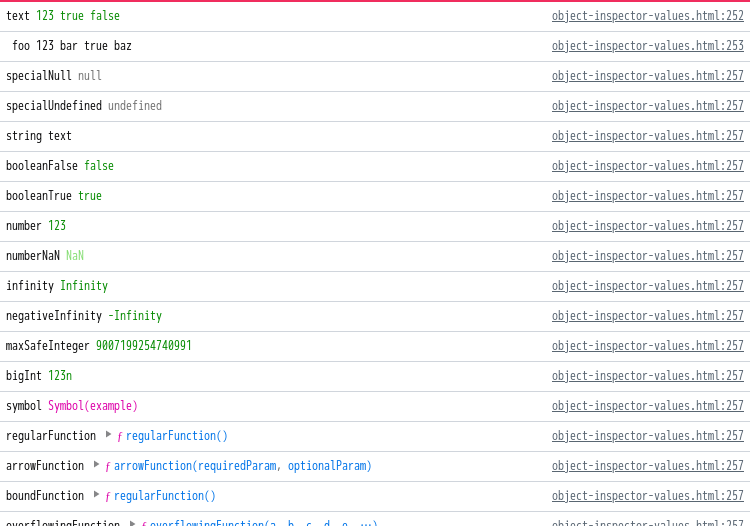 text 123 true false object-inspector-values.html:252
foo 123 bar true baz object-inspector-values.html:253
specialNull null object-inspector-values.html:257
specialUndefined undefined object-inspector-values.html:257
string text object-inspector-values.html:257
booleanFalse false object-inspector-values.html:257
booleanTrue true object-inspector-values.html:257
number 123 object-inspector-values.html:257
numberNaN NaN object-inspector-values.html:257
infinity Infinity object-inspector-values.html:257
negativeInfinity -Infinity object-inspector-values.html:257
maxSafeInteger 9007199254740991 object-inspector-values.html:257
bigInt 123n object-inspector-values.html:257
symbol Symbol(example) object-inspector-values.html:257
regularFunction ƒ regularFunction() object-inspector-values.html:257
arrowFunction ƒ arrowFunction(requiredParam, optionalParam) object-inspector-values.html:257
boundFunction ƒ regularFunction() object-inspector-values.html:257
overflowingFunction ƒ overflowingFunction(a, b, c, d, e, …) object-inspector-values.html:257